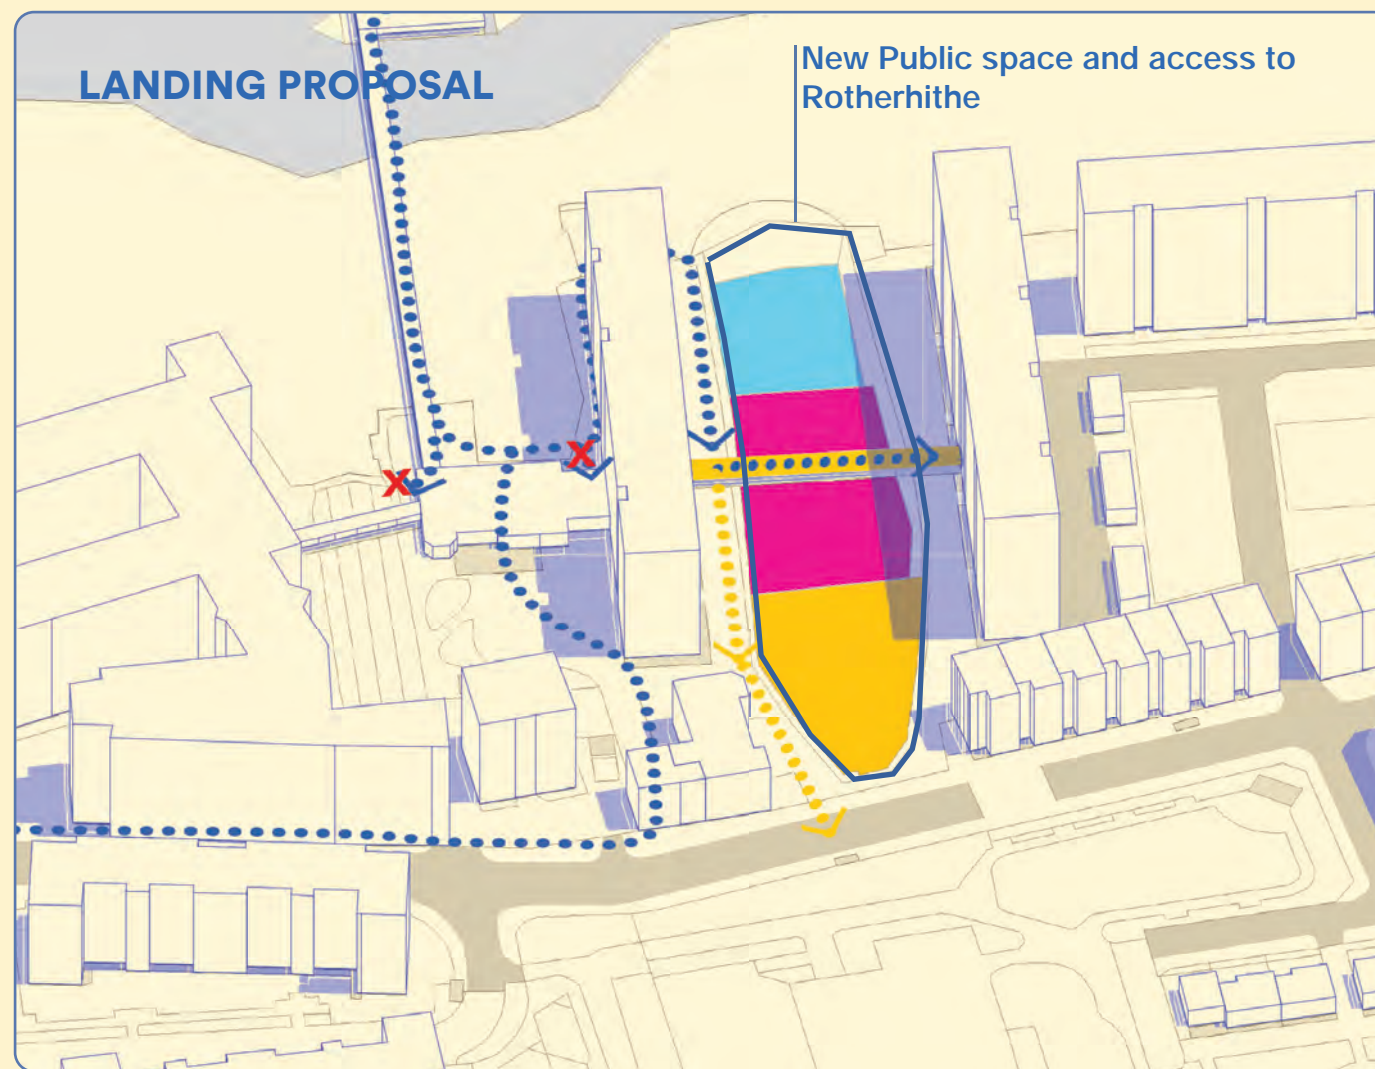 LANDING PROPOSAL
New Public space and access to
Rotherhithe
X
X